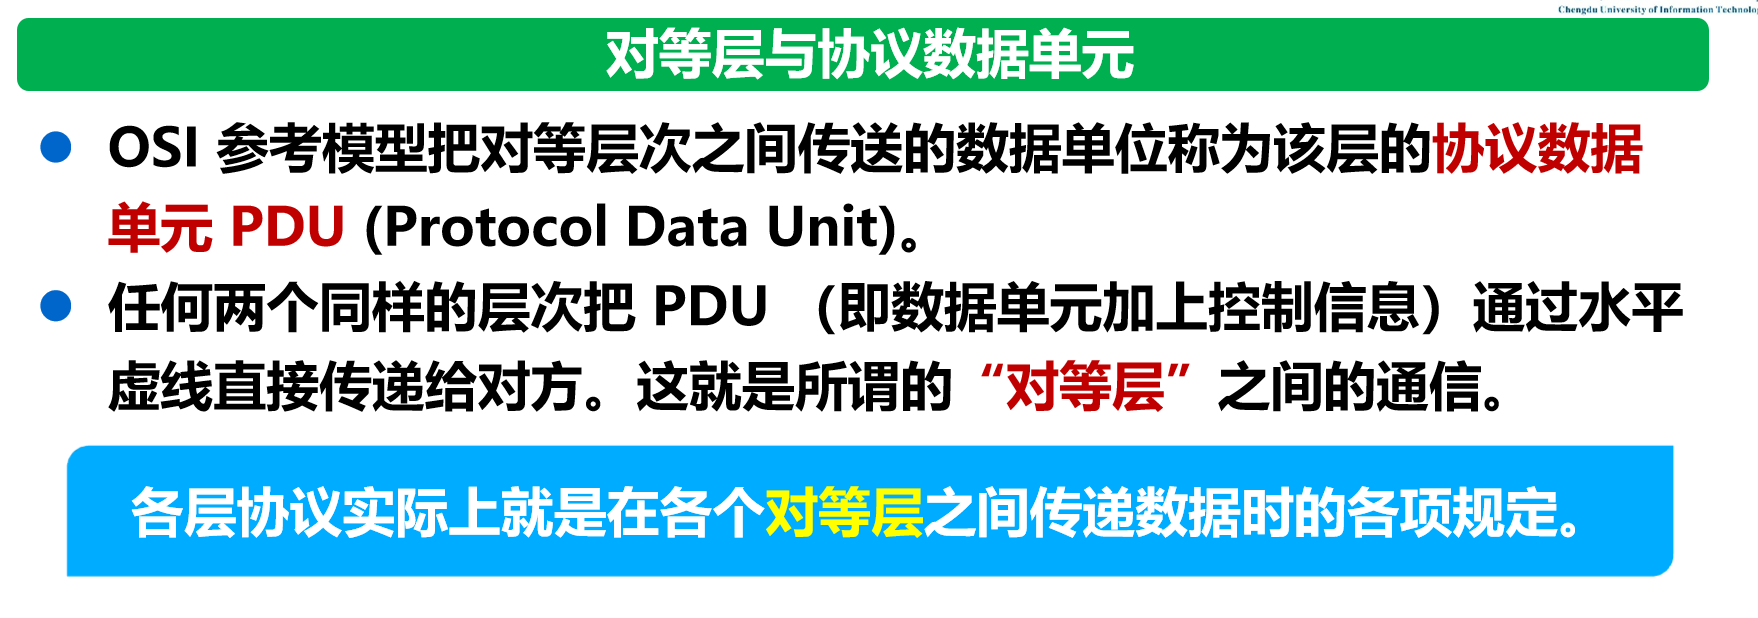 Chengdu University of Information Technolo
对等层与协议数据单元
OSI 参考模型把对等层次之间传送的数据单位称为该层的协议数据
单元 PDU (Protocol Data Unit)。
任何两个同样的层次把 PDU （即数据单元加上控制信息）通过水平
虚线直接传递给对方。这就是所谓的“对等层”之间的通信。
各层协议实际上就是在各个对等层之间传递数据时的各项规定。